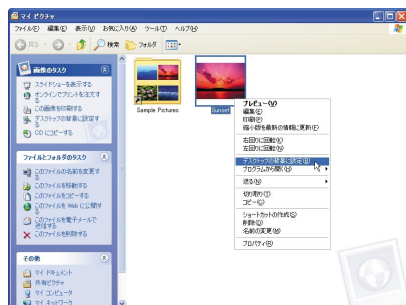 マイ ピクチャ
ファイル(F) 編集(E) 表示(V) お気に入り(A) ツール(T) ヘルプ(H)
戻る 検索 フォルダ
画像のタスク
スライドショーを表示する
オンラインでプリントを注文する
この画像を印刷する
デスクトップの背景に設定する
CD にコピーする
ファイルとフォルダのタスク
このファイルの名前を変更する
このファイルを移動する
このファイルをコピーする
このファイルを Web に公開する
このファイルを電子メールで送信する
このファイルを削除する
その他
マイ ドキュメント
共有ピクチャ
マイ コンピュータ
マイ ネットワーク
Sample Pictures
Sunset
プレビュー(V)
編集(E)
印刷(P)
縮小版を最新の情報に更新(F)
右回りに回転(K)
左回りに回転(W)
デスクトップの背景に設定(B)
プログラムから開く(H)
送る(N)
切り取り(T)
コピー(C)
ショートカットの作成(S)
削除(D)
名前の変更(M)
プロパティ(R)